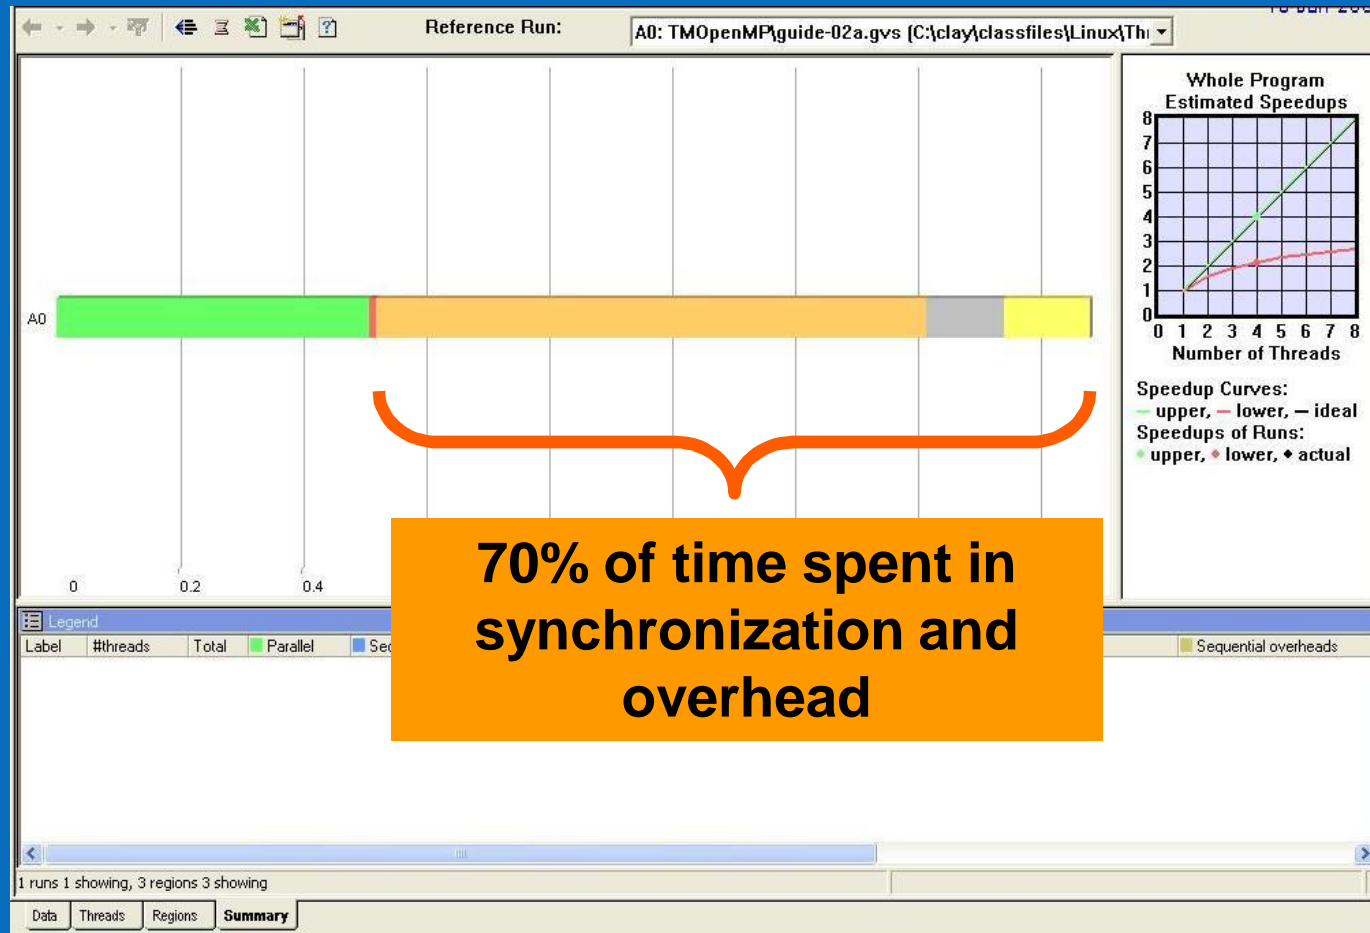 Reference Run:
A0: TMOpenMP\guide-02a.gvs (C:\clay\classfiles\Linux\Thr
Whole Program
Estimated Speedups
8
7
6
5
4
3
2
1
0
0 1 2 3 4 5 6 7 8
Number of Threads
Speedup Curves:
upper, lower, ideal
Speedups of Runs:
upper, lower, actual
A0
0 0.2 0.4
70% of time spent in
synchronization and
overhead
Legend
Label #threads Total Parallel Sequential overheads
1 runs 1 showing, 3 regions 3 showing
Data Threads Regions Summary